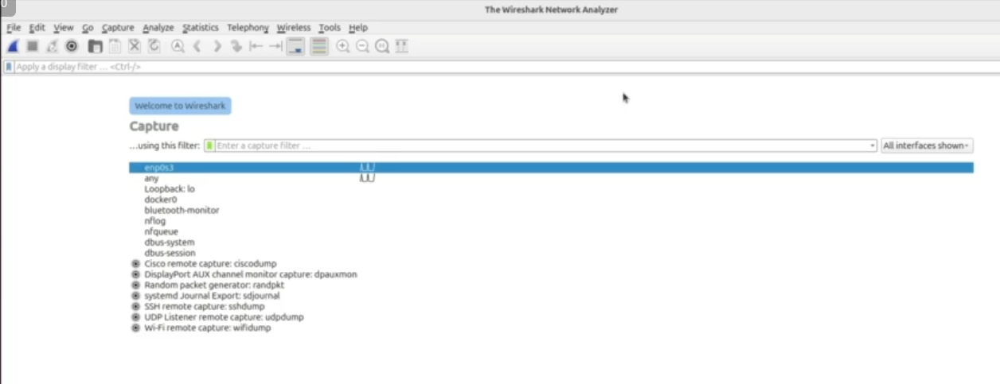 0
The Wireshark Network Analyzer
File Edit View Go Capture Analyze Statistics Telephony Wireless Tools Help
Apply a display filter ... <Ctrl-/>
Welcome to Wireshark
Capture
...using this filter: Enter a capture filter ... All interfaces shown
enp0s3
any
Loopback: lo
docker0
bluetooth-monitor
nflog
nfqueue
dbus-system
dbus-session
Cisco remote capture: ciscodump
DisplayPort AUX channel monitor capture: dpauxmon
Random packet generator: randpkt
systemd Journal Export: sdjournal
SSH remote capture: sshdump
UDP Listener remote capture: udpdump
Wi-Fi remote capture: wifidump